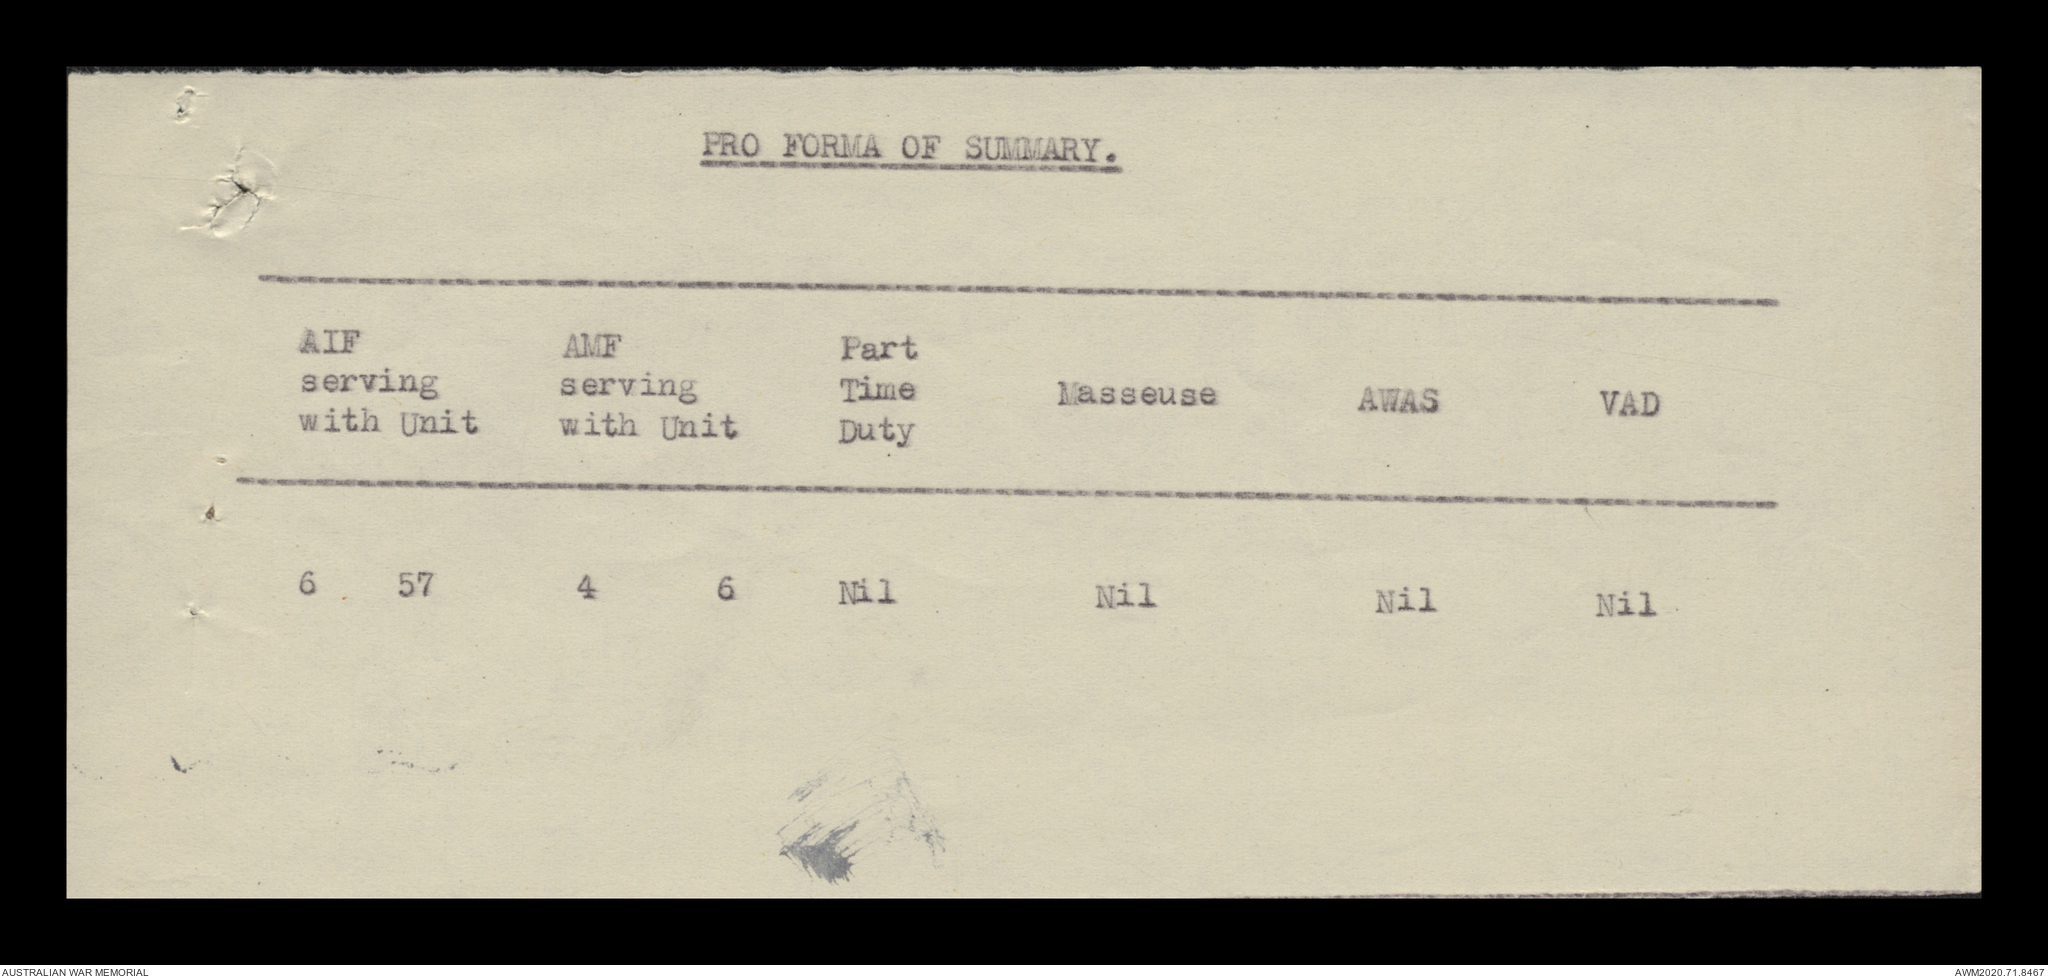 PRO FORMA OF SUMMARY.
AIF serving with Unit
AMF serving with Unit
Part Time Duty
Masseuse
AWAS
VAD
6 57 4 6 Nil Nil Nil Nil
AUSTRALIAN WAR MEMORIAL
AWM2020.71.8467